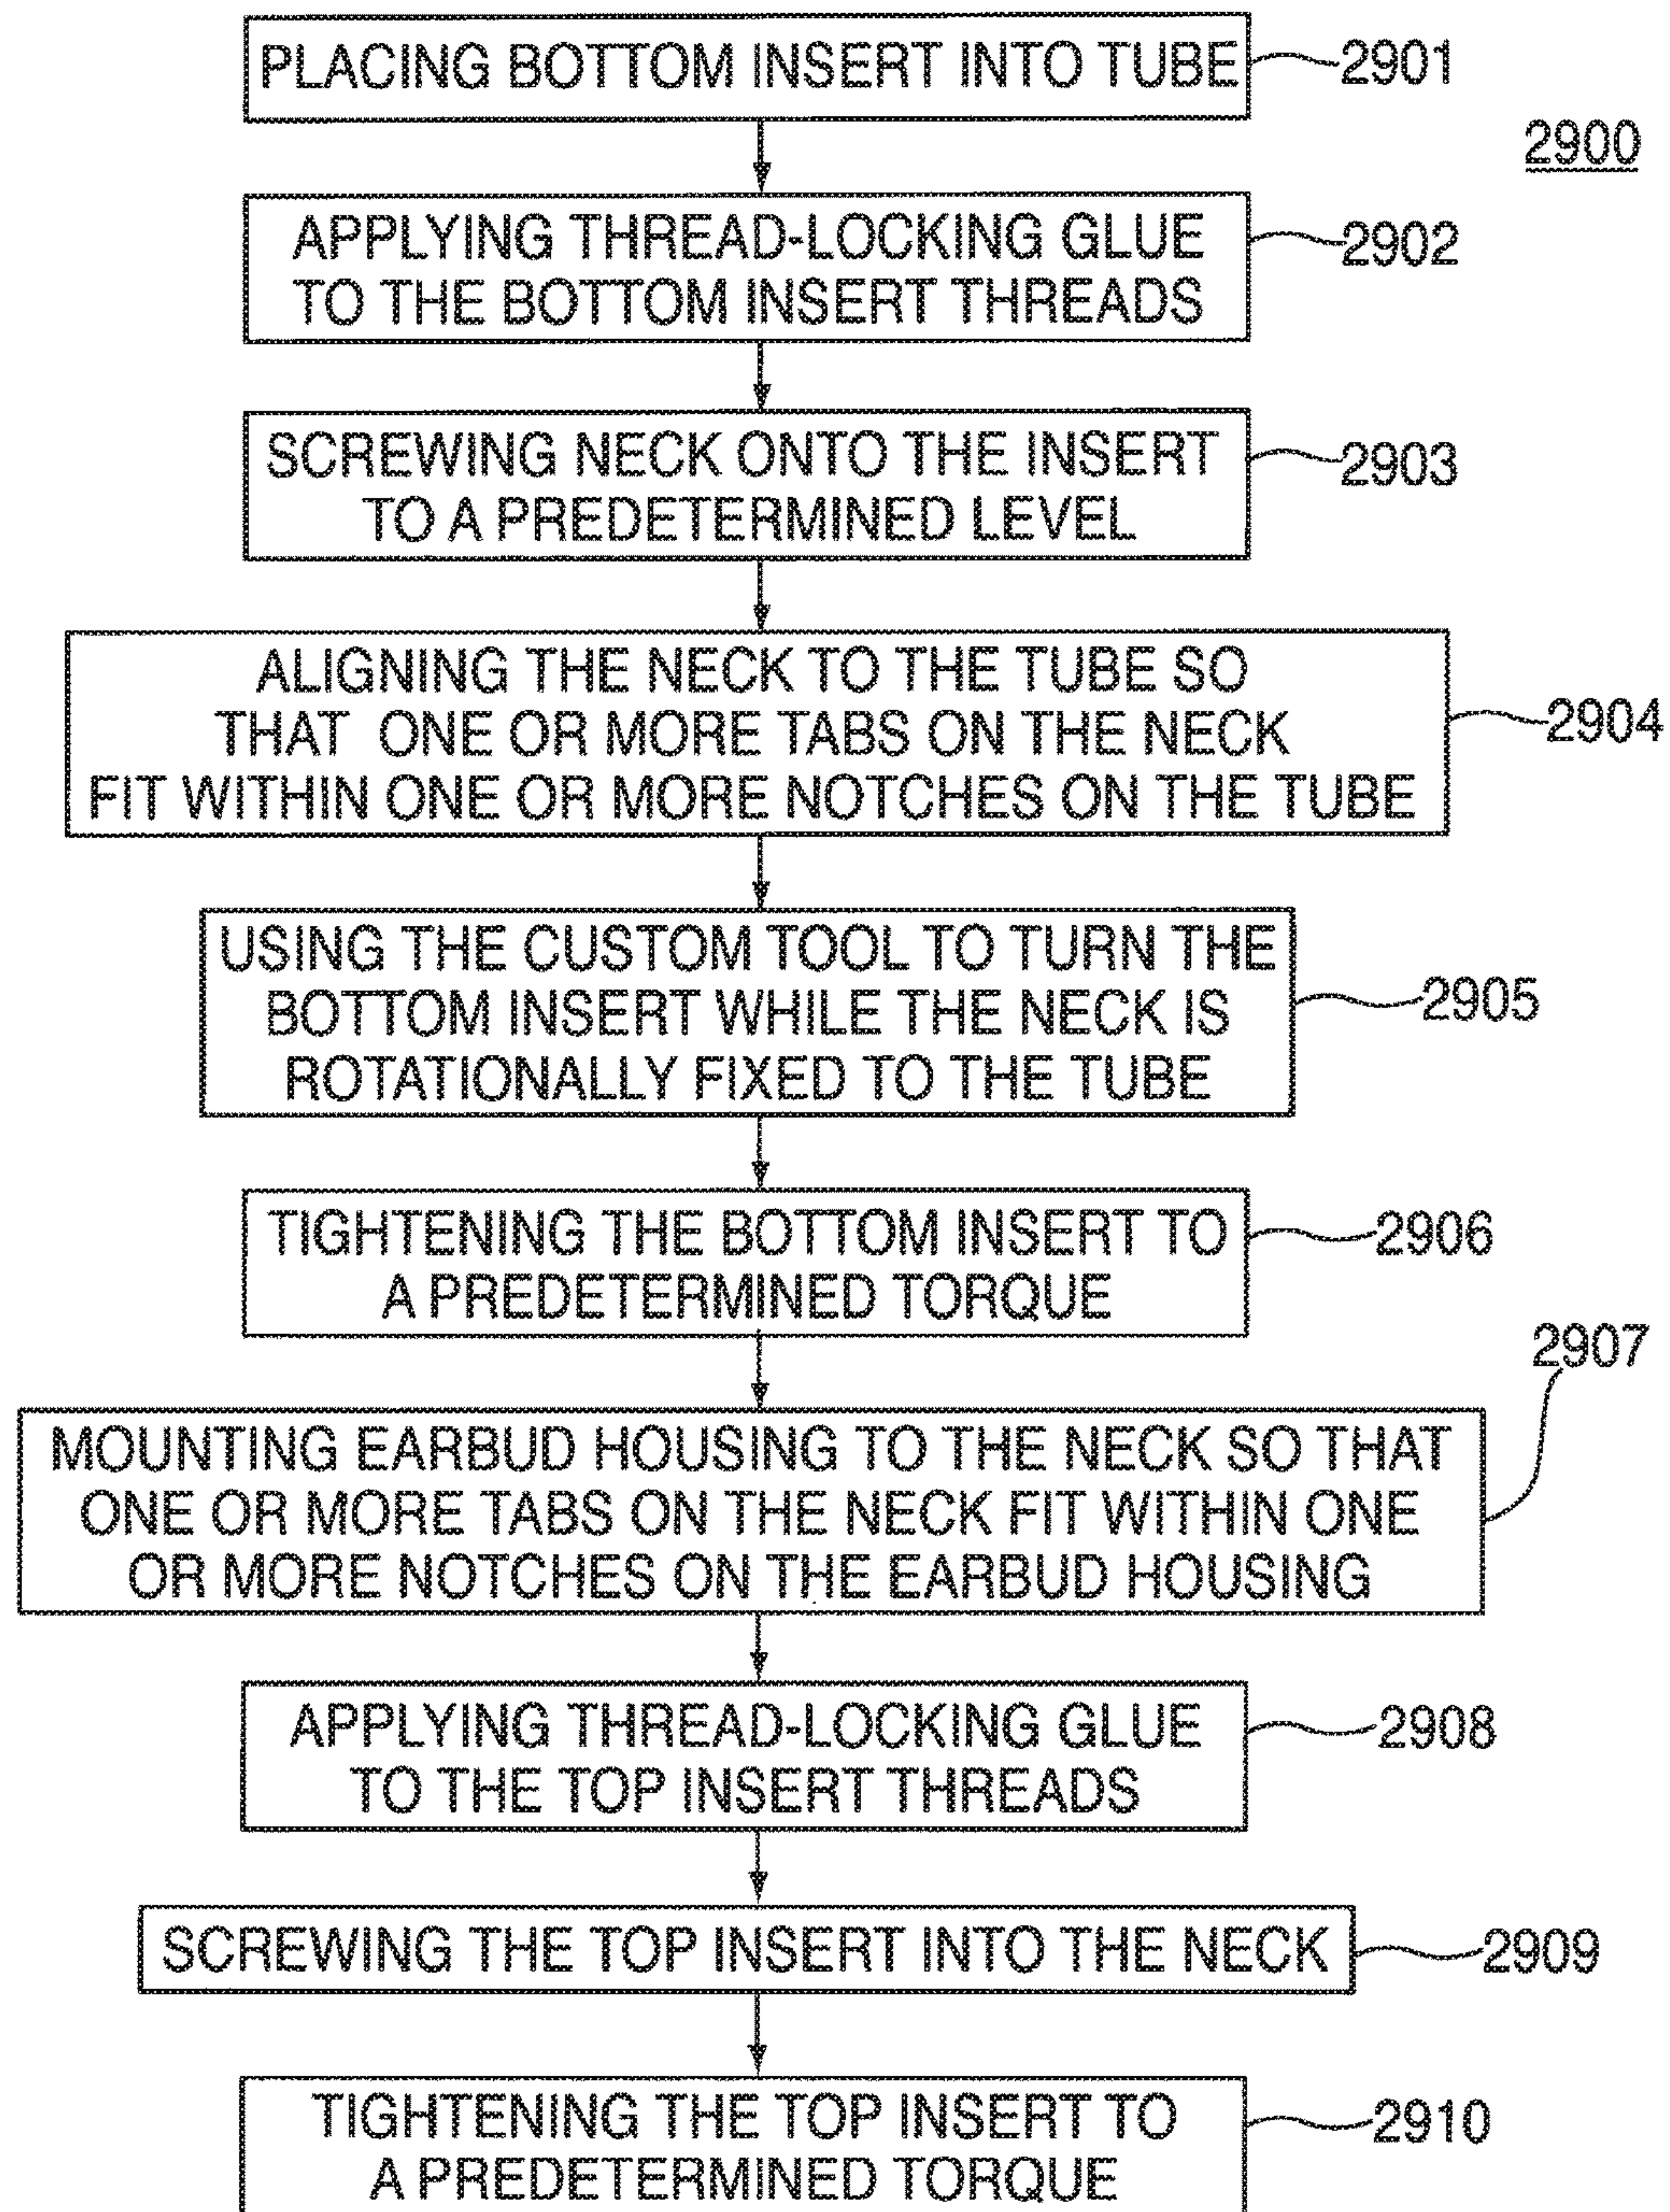 PLACING BOTTOM INSERT INTO TUBE
2901
2900
APPLYING THREAD-LOCKING GLUE
TO THE BOTTOM INSERT THREADS
2902
SCREWING NECK ONTO THE INSERT
TO A PREDETERMINED LEVEL
2903
ALIGNING THE NECK TO THE TUBE SO
THAT ONE OR MORE TABS ON THE NECK
FIT WITHIN ONE OR MORE NOTCHES ON THE TUBE
2904
USING THE CUSTOM TOOL TO TURN THE
BOTTOM INSERT WHILE THE NECK IS
ROTATIONALLY FIXED TO THE TUBE
2905
TIGHTENING THE BOTTOM INSERT TO
A PREDETERMINED TORQUE
2906
MOUNTING EARBUD HOUSING TO THE NECK SO THAT
ONE OR MORE TABS ON THE NECK FIT WITHIN ONE
OR MORE NOTCHES ON THE EARBUD HOUSING
2907
APPLYING THREAD-LOCKING GLUE
TO THE TOP INSERT THREADS
2908
SCREWING THE TOP INSERT INTO THE NECK
2909
TIGHTENING THE TOP INSERT TO
A PREDETERMINED TORQUE
2910